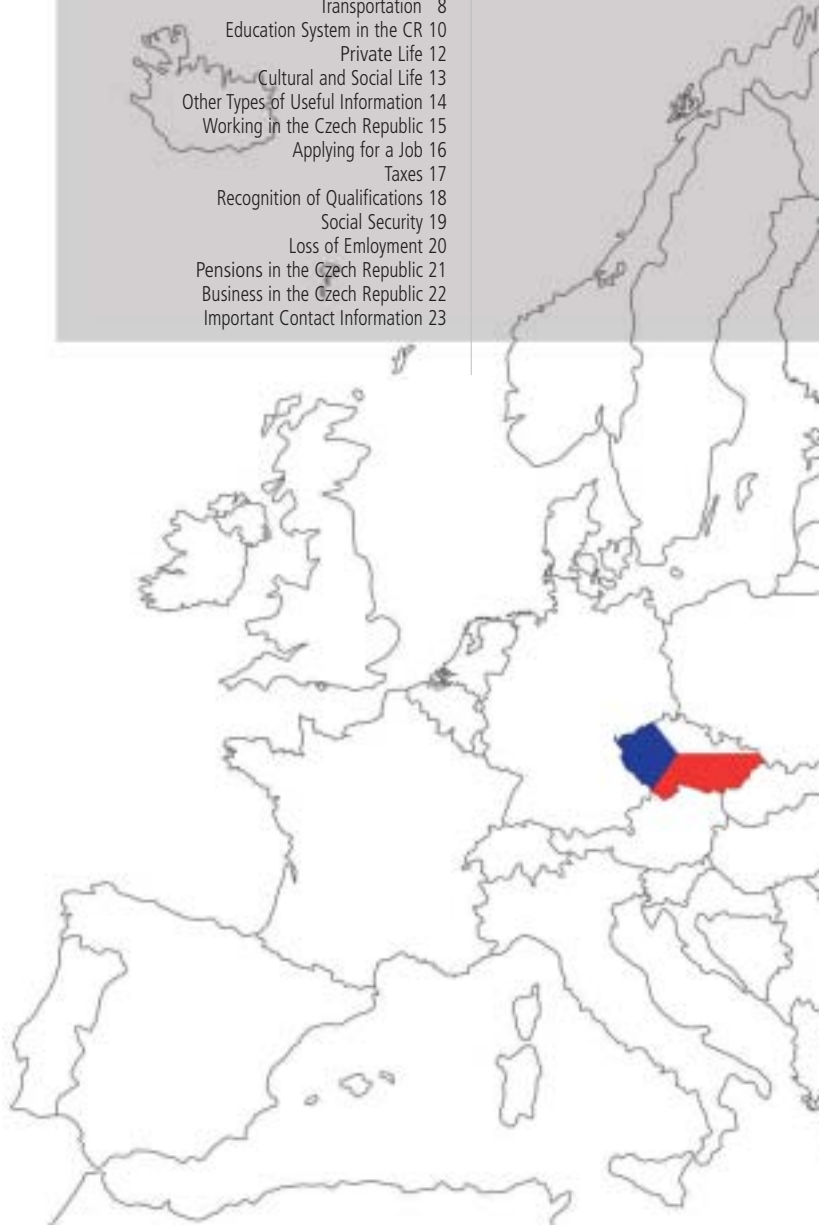 Transportation 8
Education System in the CR 10
Private Life 12
Cultural and Social Life 13
Other Types of Useful Information 14
Working in the Czech Republic 15
Applying for a Job 16
Taxes 17
Recognition of Qualifications 18
Social Security 19
Loss of Emloyment 20
Pensions in the Czech Republic 21
Business in the Czech Republic 22
Important Contact Information 23